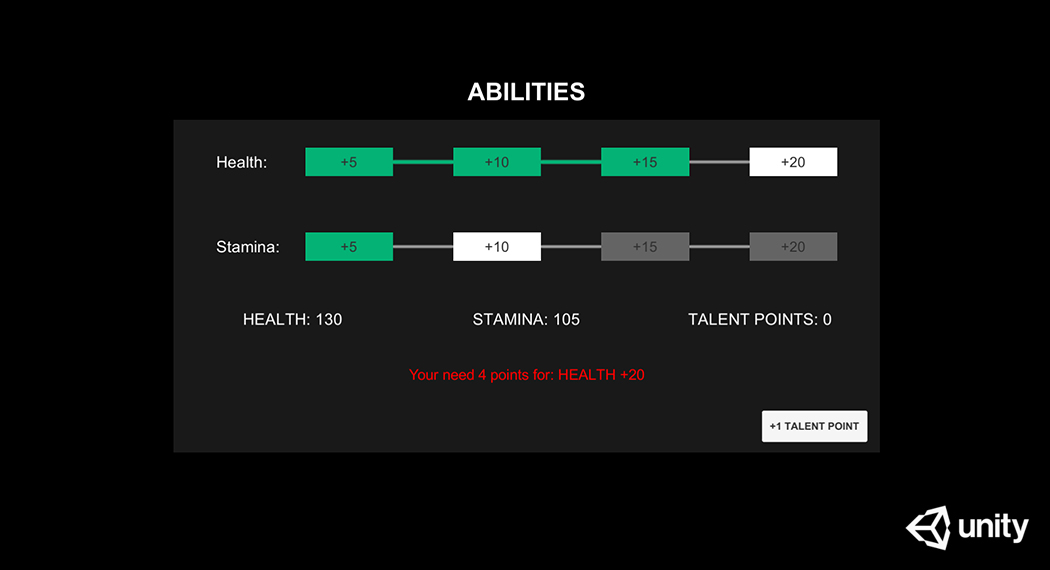 ABILITIES
Health: +5 +10 +15 +20
Stamina: +5 +10 +15 +20
HEALTH: 130 STAMINA: 105 TALENT POINTS: 0
Your need 4 points for: HEALTH +20
+1 TALENT POINT
unity